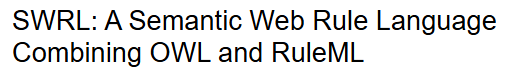 SWRL: A Semantic Web Rule Language
Combining OWL and RuleML